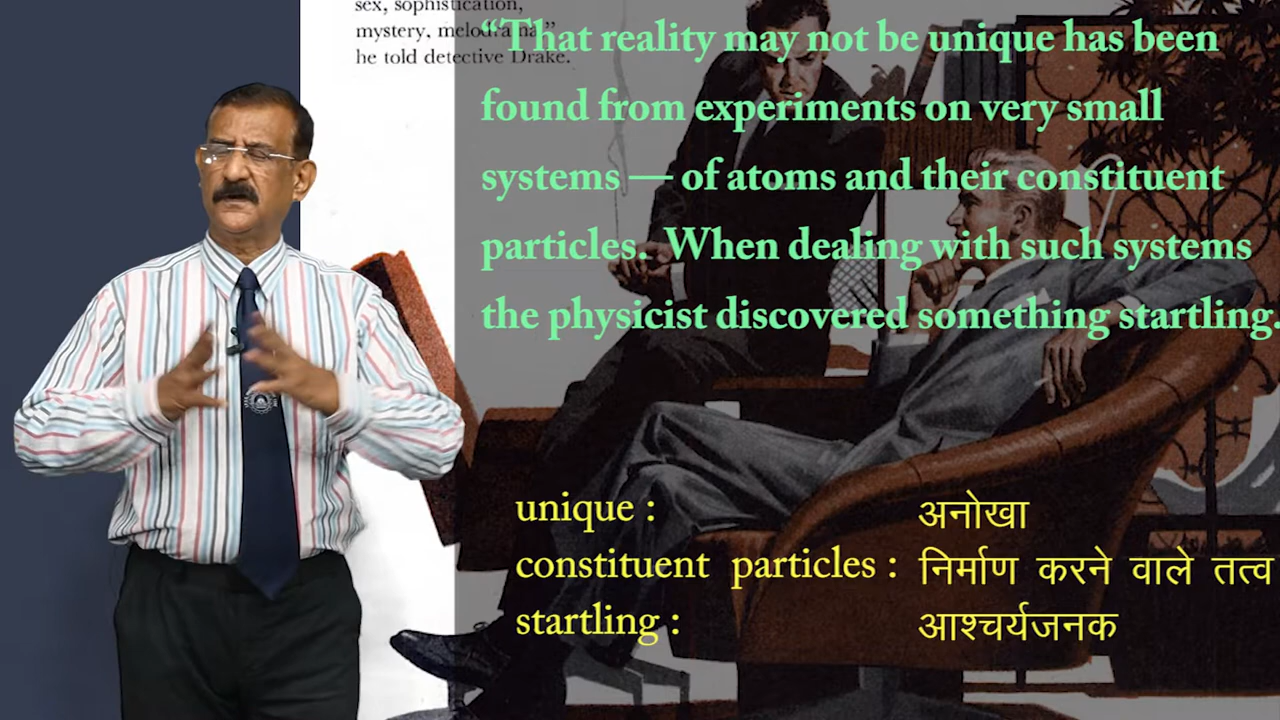 sex, sophistication,
mystery, melodrama”
he told detective Drake.
“That reality may not be unique has been
found from experiments on very small
systems — of atoms and their constituent
particles. When dealing with such systems
the physicist discovered something startling.
unique : अनोखा
constituent particles : निर्माण करने वाले तत्व
startling : आश्चर्यजनक